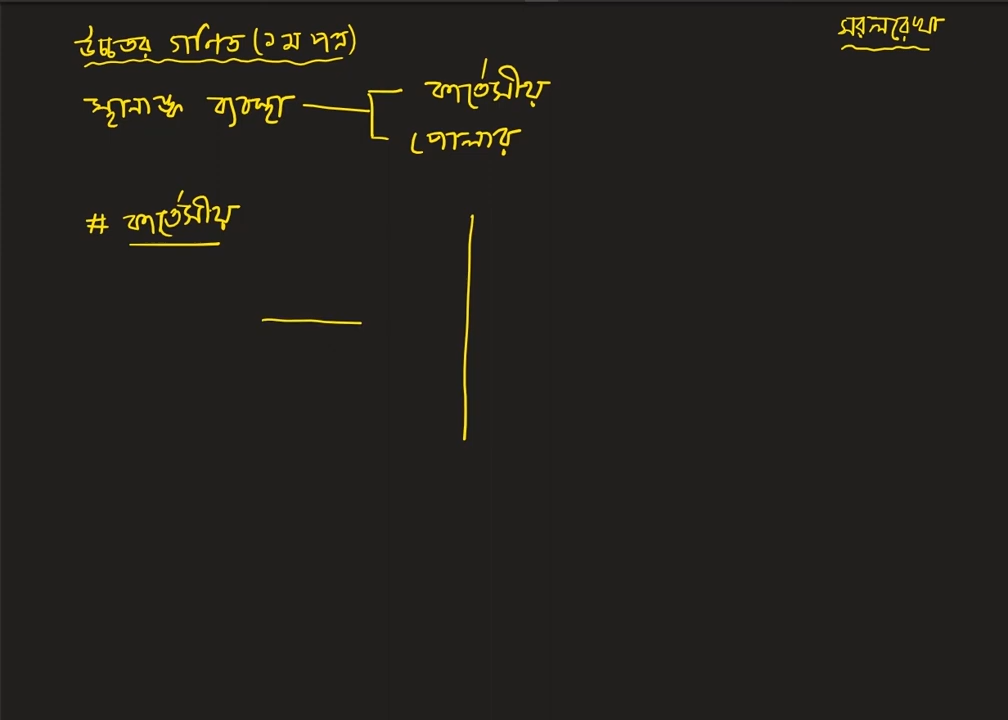 উচ্চতর গণিত (১ম পত্র)
সরলরেখা
স্থানাঙ্ক ব্যবস্থা
কার্তেসীয়
পোলার
# কার্তেসীয়